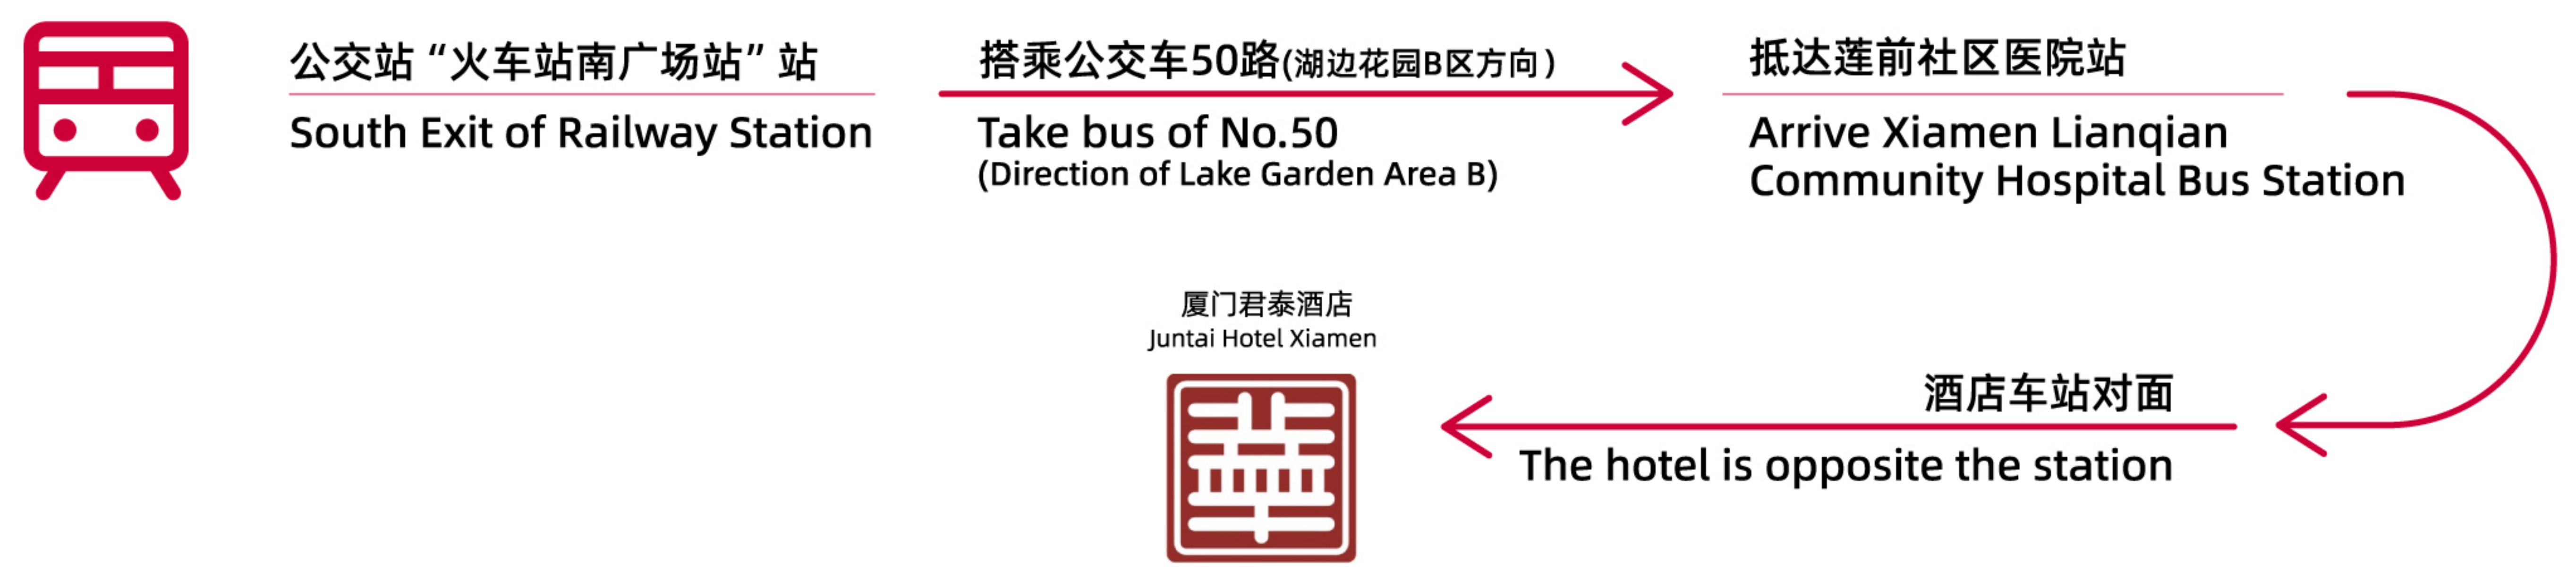 公交站 “火车站南广场站” 站
South Exit of Railway Station
搭乘公交车50路(湖边花园B区方向)
Take bus of No.50
(Direction of Lake Garden Area B)
抵达莲前社区医院站
Arrive Xiamen Lianqian
Community Hospital Bus Station
酒店车站对面
The hotel is opposite the station
厦门君泰酒店
Juntai Hotel Xiamen